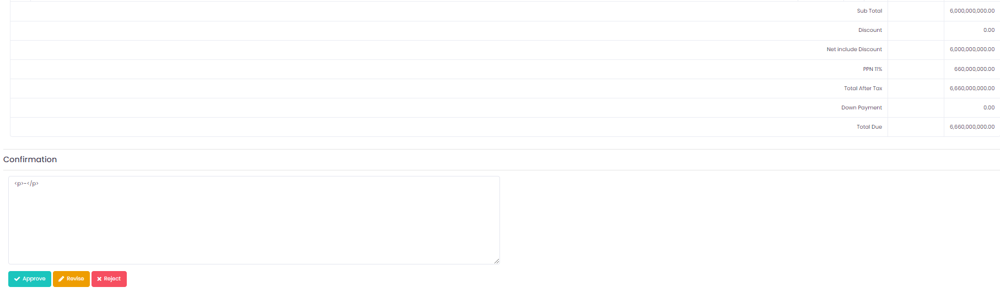 Sub Total 6,000,000,000.00
Discount 0.00
Net include Discount 6,000,000,000.00
PPN 11% 660,000,000.00
Total After Tax 6,660,000,000.00
Down Payment 0.00
Total Due 6,660,000,000.00
Confirmation
<p>-</p>
Approve Revise Reject